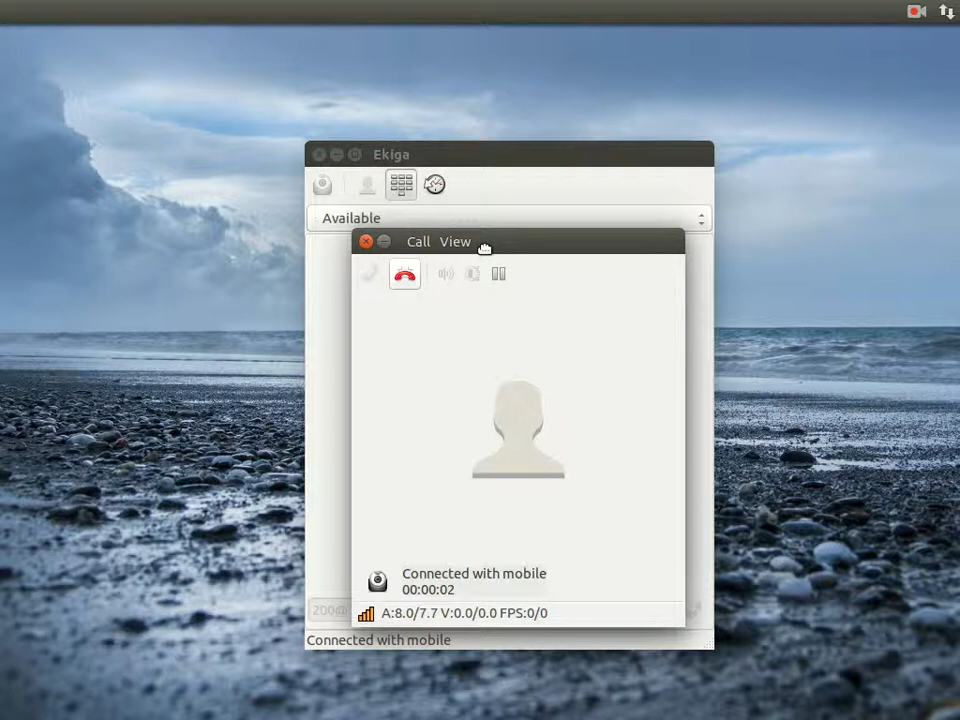 Ekiga
Available
Call View
Connected with mobile
00:00:02
A:8.0/7.7 V:0.0/0.0 FPS:0/0
200@
Connected with mobile